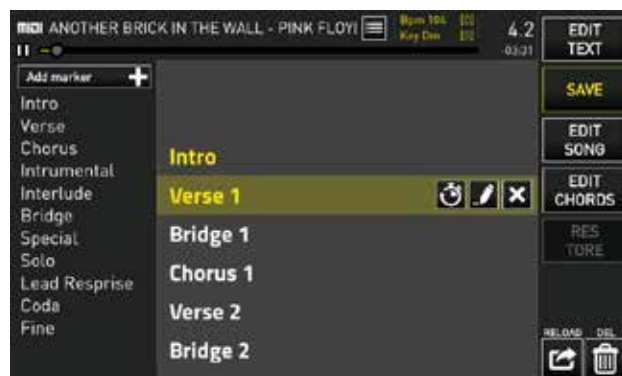 MIDI ANOTHER BRICK IN THE WALL - PINK FLOYI
Bpm 104 [0]
Key Dm [0]
4.2
-03:31
Add marker +
Intro
Verse
Chorus
Intrumental
Interlude
Bridge
Special
Solo
Lead Resprise
Coda
Fine
Intro
Verse 1
Bridge 1
Chorus 1
Verse 2
Bridge 2
EDIT
TEXT
SAVE
EDIT
SONG
EDIT
CHORDS
RES
TORE
RELOAD DEL